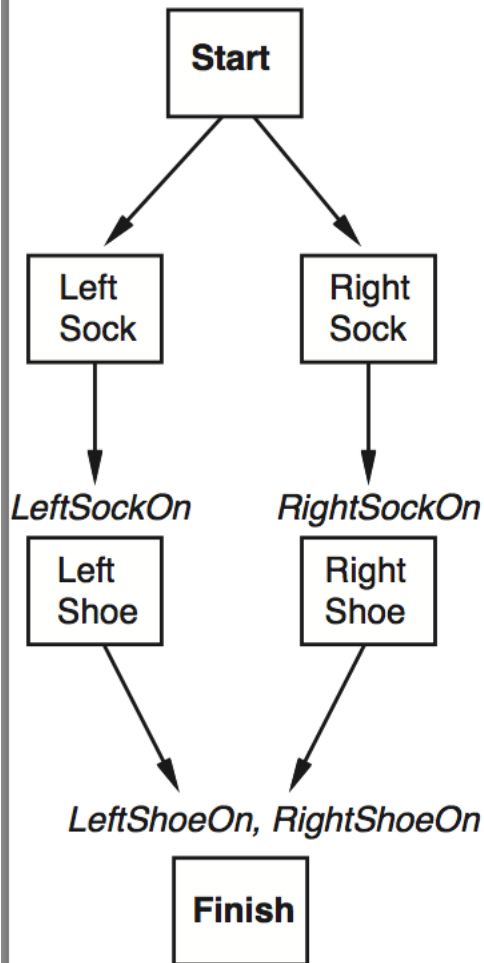 Start
Left
Sock
Right
Sock
LeftSockOn
RightSockOn
Left
Shoe
Right
Shoe
LeftShoeOn, RightShoeOn
Finish